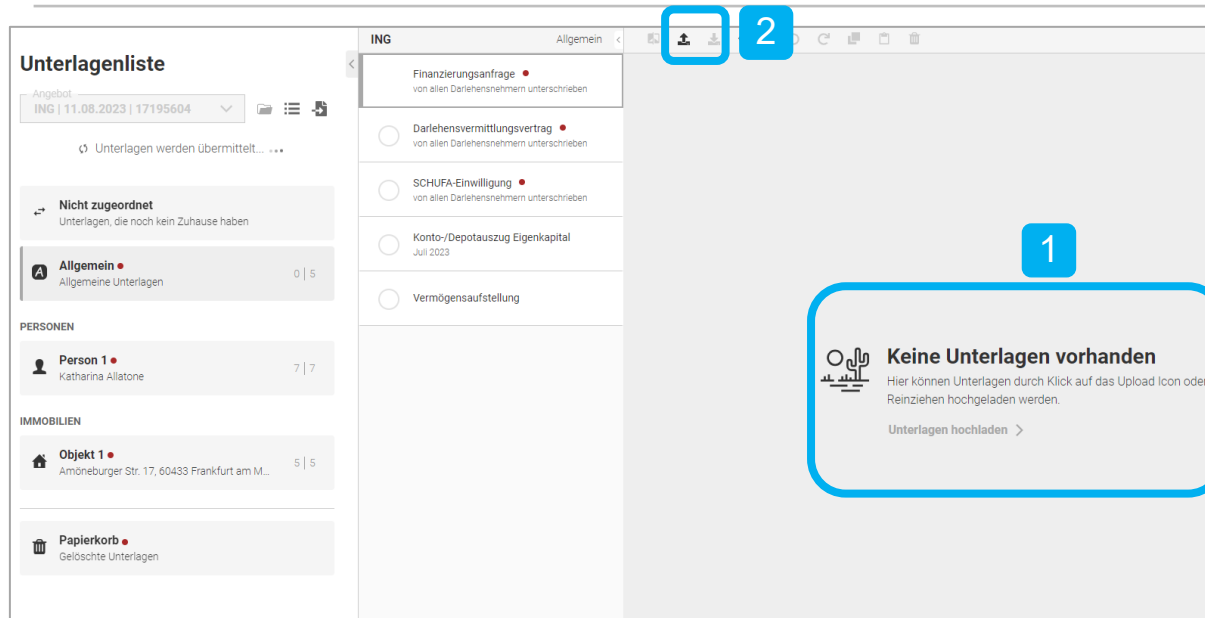 Unterlagenliste
Angebot
ING | 11.08.2023 | 17195604
Unterlagen werden übermittelt...
Nicht zugeordnet
Unterlagen, die noch kein Zuhause haben
A
Allgemein
Allgemeine Unterlagen
0 | 5
PERSONEN
Person 1
Katharina Allatone
7 | 7
IMMOBILIEN
Objekt 1
Amöneburger Str. 17, 60433 Frankfurt am M...
5 | 5
Papierkorb
Gelöschte Unterlagen
ING Allgemein
Finanzierungsanfrage
von allen Darlehensnehmern unterschrieben
Darlehensvermittlungsvertrag
von allen Darlehensnehmern unterschrieben
SCHUFA-Einwilligung
von allen Darlehensnehmern unterschrieben
Konto-/Depotauszug Eigenkapital
Juli 2023
Vermögensaufstellung
2
1
Keine Unterlagen vorhanden
Hier können Unterlagen durch Klick auf das Upload Icon oder
Reinziehen hochgeladen werden.
Unterlagen hochladen